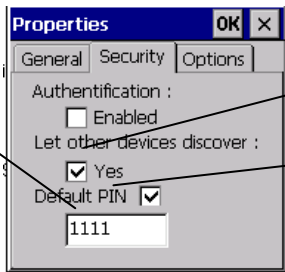 Properties OK ×
General Security Options
Authentification :
Enabled
Let other devices discover :
Yes
Default PIN
1111